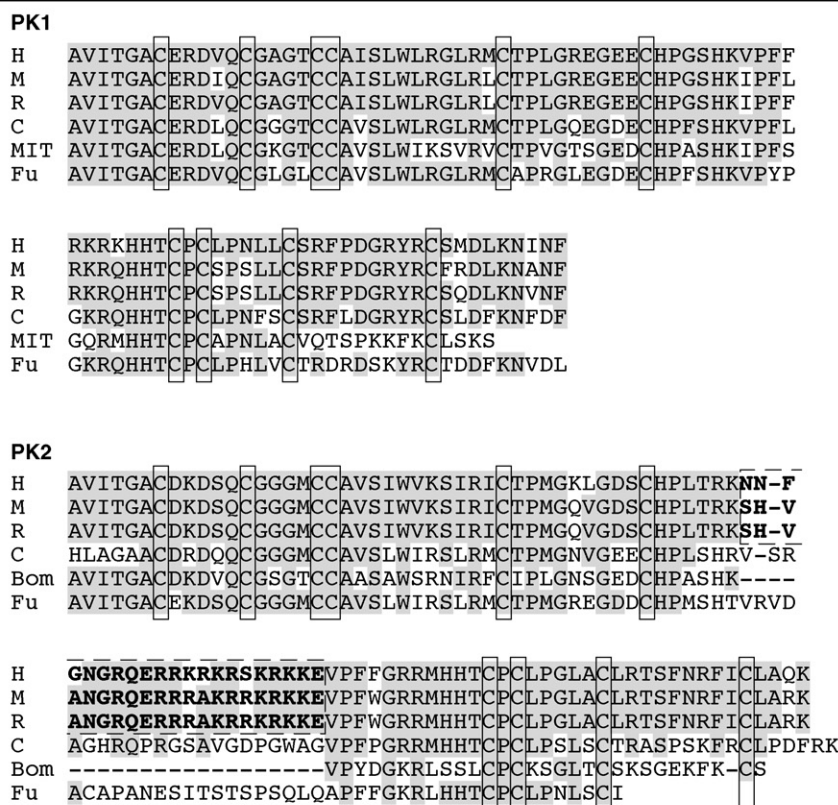 PK1
H AVITGACERDVQCGAGTCCAISLWLRGLRMCTPLGREGEECHPGSHKVPFF
M AVITGACERDIQCGAGTCCAISLWLRGLRLCTPLGREGEECHPGSHKIPFL
R AVITGACERDVQCGAGTCCAISLWLRGLRLCTPLGREGEECHPGSHKIPFF
C AVITGACERDLQCGGGTCCAVSLWLRGLRMCTPLGQEGDECHPFSHKVPFL
MIT AVITGACERDLQCGKGTCCAVSLWIKSVRVCTPVGTSGEDCHPASHKIPFS
Fu AVITGACERDVQCGLGLCCAVSLWLRGLRMCAPRGLEGDECHPFSHKVPYP
H RKRKHHTCPCLPNLLCSRFPDGRYRCSMDLKNINF
M RKRQHHTCPCSPSLLCSRFPDGRYRCFRDLKNANF
R RKRQHHTCPCSPSLLCSRFPDGRYRCSQDLKNVNF
C GKRQHHTCPCLPNFSCSRFLDGRYRCSLDFKNFDF
MIT GQRMHHTCPCAPNLACVQTSPKKFKCLSKS
Fu GKRQHHTCPCLPHLVCTRDRDSKYRCTDDFKNVDL
PK2
H AVITGACDKDSQCGGGMCCAVSIWVKSIRICTPMGKLGDSCHPLTRKNN-F
M AVITGACDKDSQCGGGMCCAVSIWVKSIRICTPMGQVGDSCHPLTRKSH-V
R AVITGACDKDSQCGGGMCCAVSIWVKSIRICTPMGQVGDSCHPLTRKSH-V
C HLAGAACDRDQQCGGGMCCAVSLWIRSLRMCTPMGNVGEECHPLSHRV-SR
Bom AVITGACDKDVQCGSGTCCAASAWSRNIRFCIPLGNSGEDCHPASHK----
Fu AVITGACEKDSQCGGGMCCAVSLWIRSLRMCTPMGREGDDCHPMSHTVRVD
H GNGRQERRKRKRSKRKKEVPFFGRRMHHTCPCLPGLACLRTSFNRFICLAQK
M ANGRQERRRAKRRKRKKEVPFWGRRMHHTCPCLPGLACLRTSFNRFICLARK
R ANGRQERRRAKRRKRKKEVPFWGRRMHHTCPCLPGLACLRTSFNRFICLARK
C AGHRQPRGSAVGDPGWAGVPFPGRRMHHTCPCLPSLSCTRASPSKFRCLPDFRK
Bom ------------------VPYDGKRLSSLCPCKSGLTCSKSGEKFK-CS
Fu ACAPANESITSTSPSQLQAPFFGKRLHHTCPCLPNLSCI